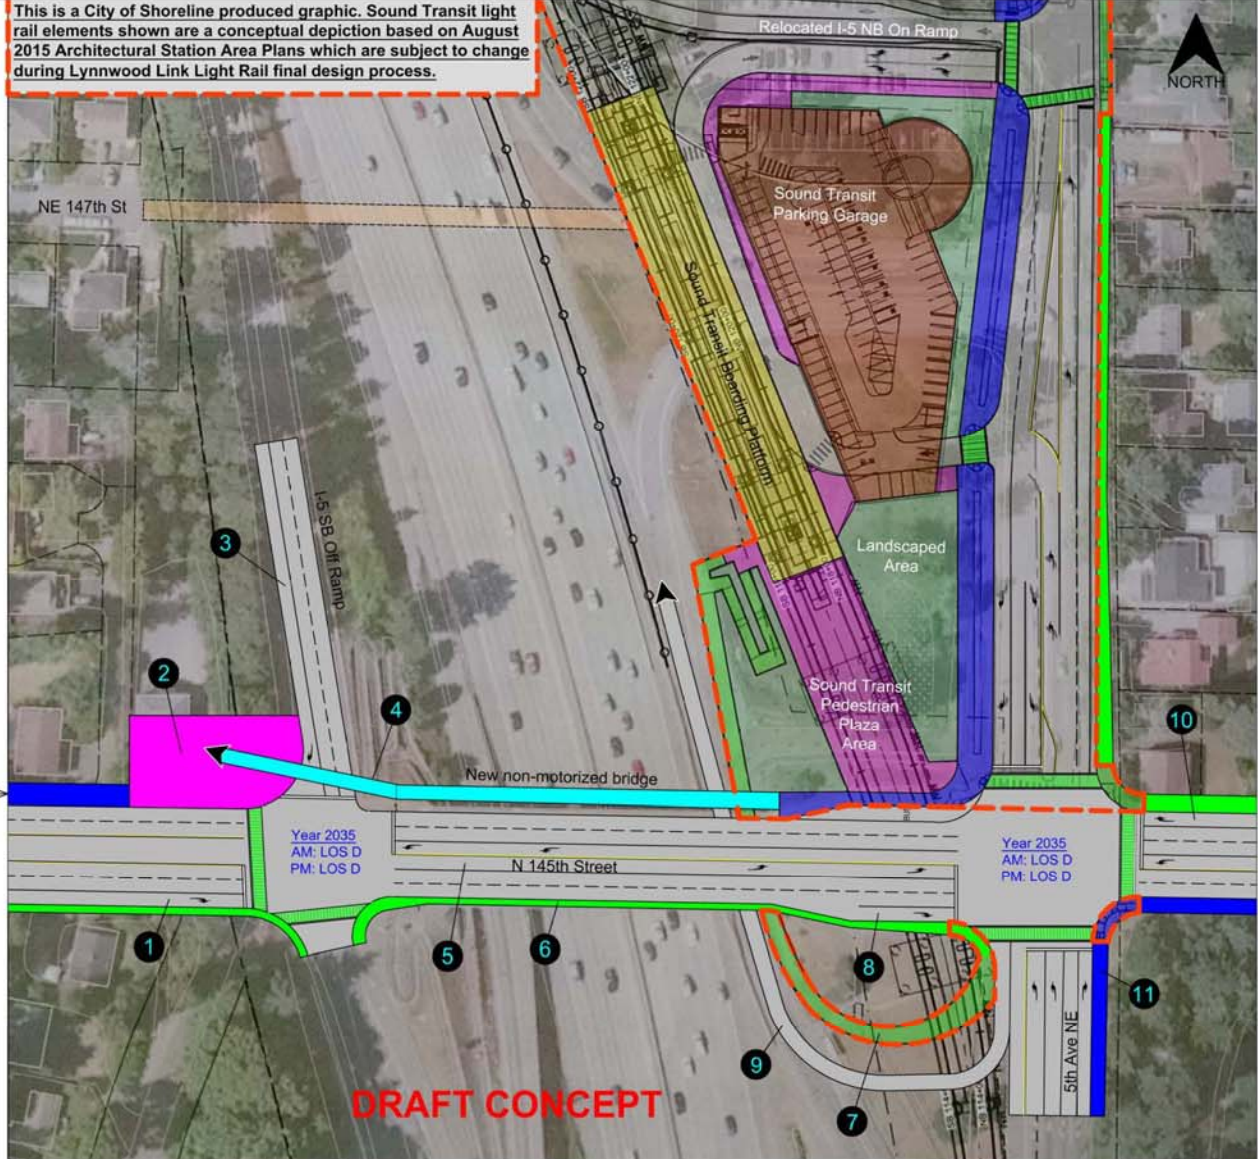 This is a City of Shoreline produced graphic. Sound Transit light
rail elements shown are a conceptual depiction based on August
2015 Architectural Station Area Plans which are subject to change
during Lynnwood Link Light Rail final design process.
Relocated I-5 NB On Ramp
NORTH
NE 147th St
Sound Transit
Parking Garage
Sound Transit Boarding Platform
3
I-5 SB Off Ramp
Landscaped
Area
2
4
Sound Transit
Pedestrian
Plaza
Area
10
New non-motorized bridge
Year 2035
AM: LOS D
PM: LOS D
N 145th Street
Year 2035
AM: LOS D
PM: LOS D
1
5
6
8
11
9
7
5th Ave NE
DRAFT CONCEPT